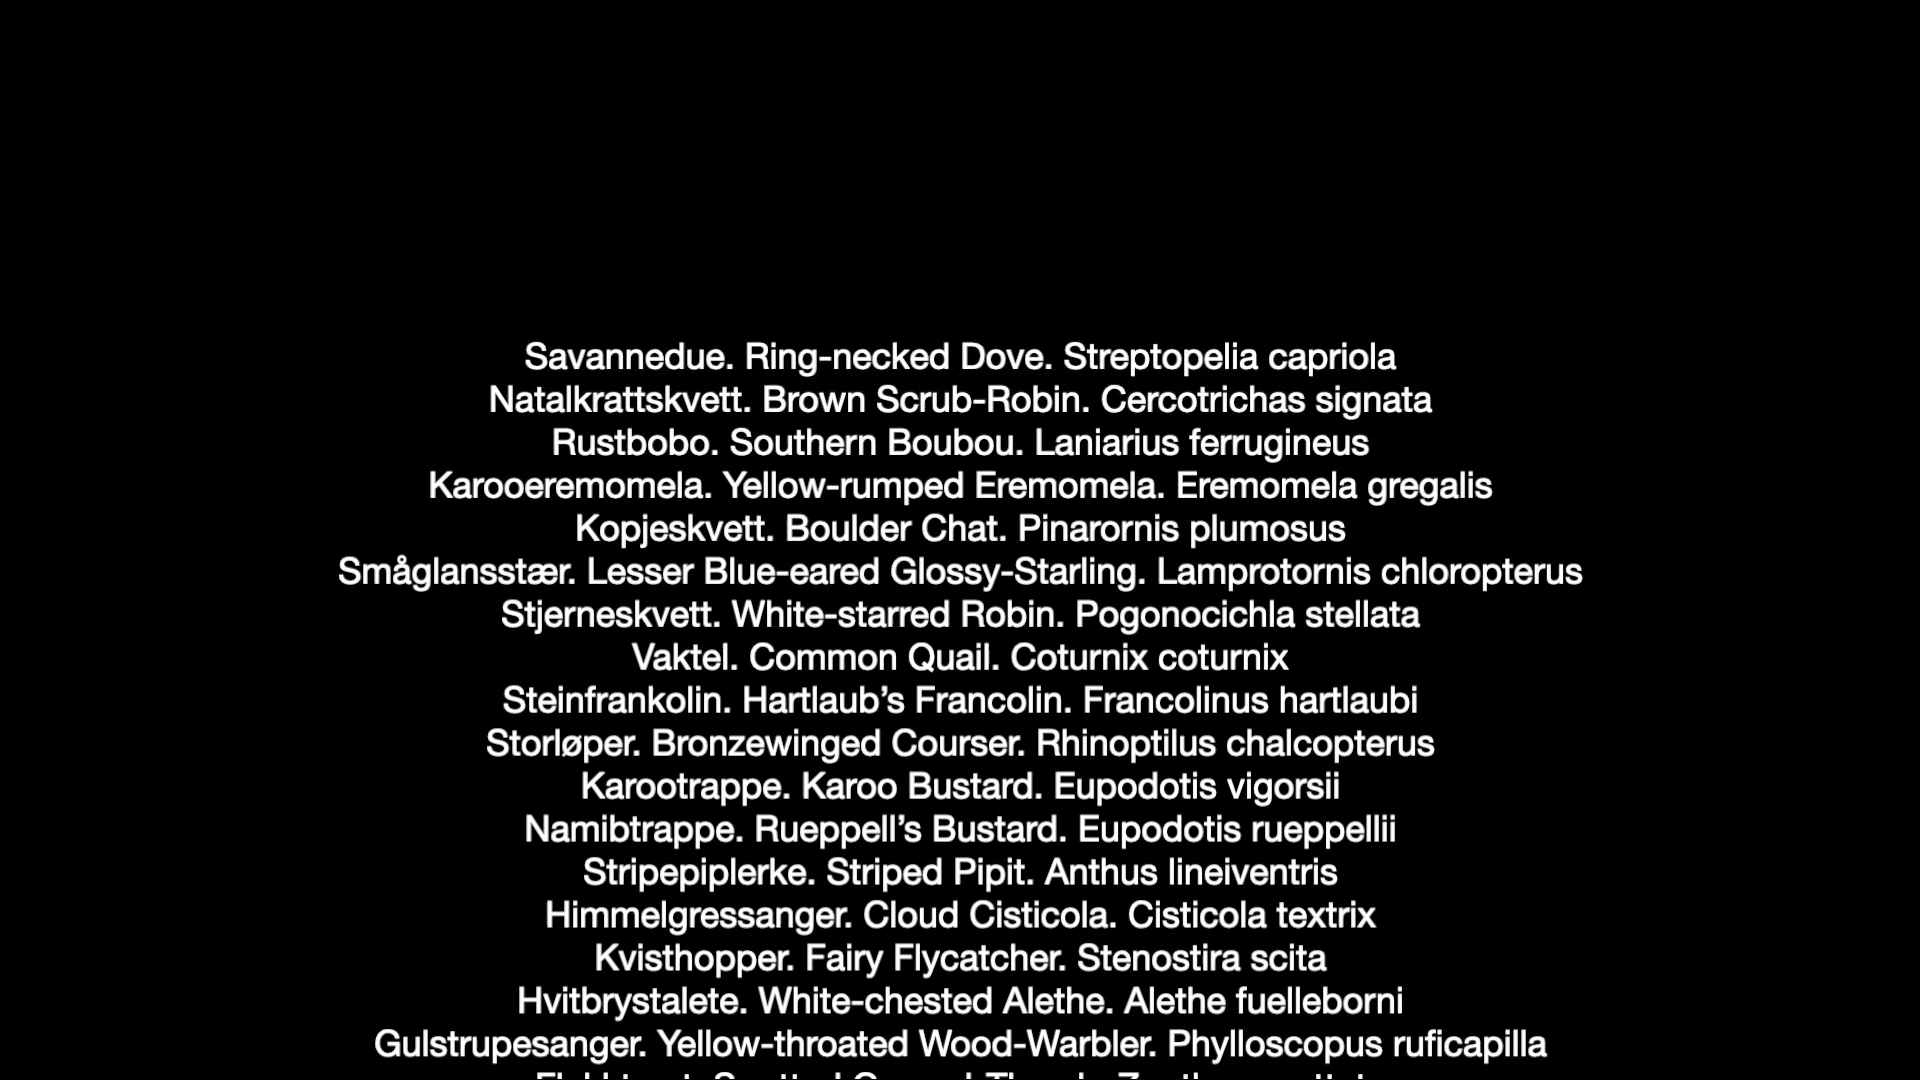 Savannedue. Ring-necked Dove. Streptopelia capriola
Natalkrattskvett. Brown Scrub-Robin. Cercotrichas signata
Rustbobo. Southern Boubou. Laniarius ferrugineus
Karooeremomela. Yellow-rumped Eremomela. Eremomela gregalis
Kopjeskvett. Boulder Chat. Pinarornis plumosus
Småglansstær. Lesser Blue-eared Glossy-Starling. Lamprotornis chloropterus
Stjerneskvett. White-starred Robin. Pogonocichla stellata
Vaktel. Common Quail. Coturnix coturnix
Steinfrankolin. Hartlaub’s Francolin. Francolinus hartlaubi
Storløper. Bronzewinged Courser. Rhinoptilus chalcopterus
Karootrappe. Karoo Bustard. Eupodotis vigorsii
Namibtrappe. Rueppell’s Bustard. Eupodotis rueppellii
Stripepiplerke. Striped Pipit. Anthus lineiventris
Himmelgressanger. Cloud Cisticola. Cisticola textrix
Kvisthopper. Fairy Flycatcher. Stenostira scita
Hvitbrystalete. White-chested Alethe. Alethe fuelleborni
Gulstrupesanger. Yellow-throated Wood-Warbler. Phylloscopus ruficapilla